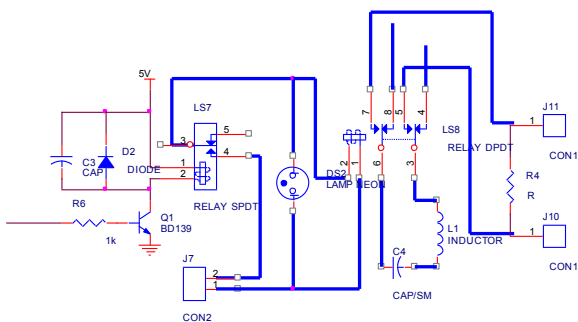 5V
LS7
3
5
4
1
2
C3
CAP
D2
DIODE
RELAY SPDT
R6
1k
Q1
BD139
J7
2
1
CON2
DS2
LAMP NEON
2
1
7
8
5
4
LS8
RELAY DPDT
6
3
L1
INDUCTOR
C4
CAP/SM
R4
R
J11
1
CON1
J10
1
CON1